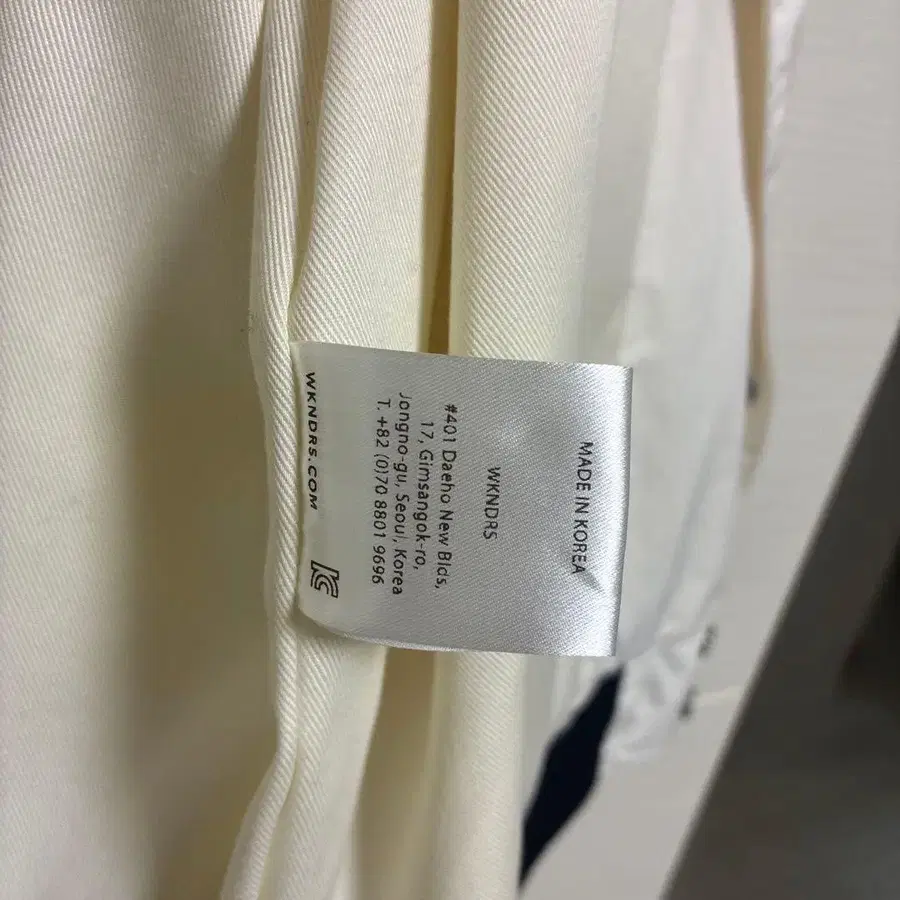 MADE IN KOREA
WKNDRS
#401 Daeho New Blds,
17, Gimsangok-ro,
Jongno-gu, Seoul, Korea
T. +82 (0)70 8801 9696
WKNDRS.COM